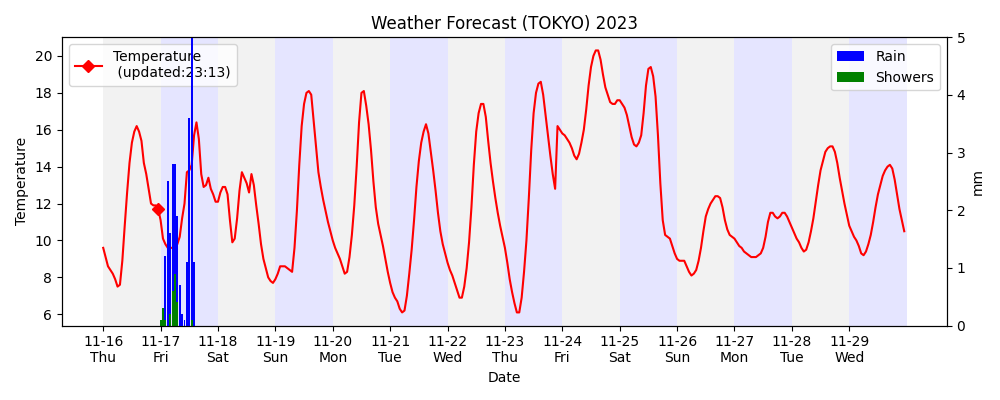 Weather Forecast (TOKYO) 2023
Temperature
(updated:23:13)
Rain
Showers
Temperature
20
18
16
14
12
10
8
6
5
4
3
2
1
0
mm
11-16 11-17 11-18 11-19 11-20 11-21 11-22 11-23 11-24 11-25 11-26 11-27 11-28 11-29
Thu Fri Sat Sun Mon Tue Wed Thu Fri Sat Sun Mon Tue Wed
Date